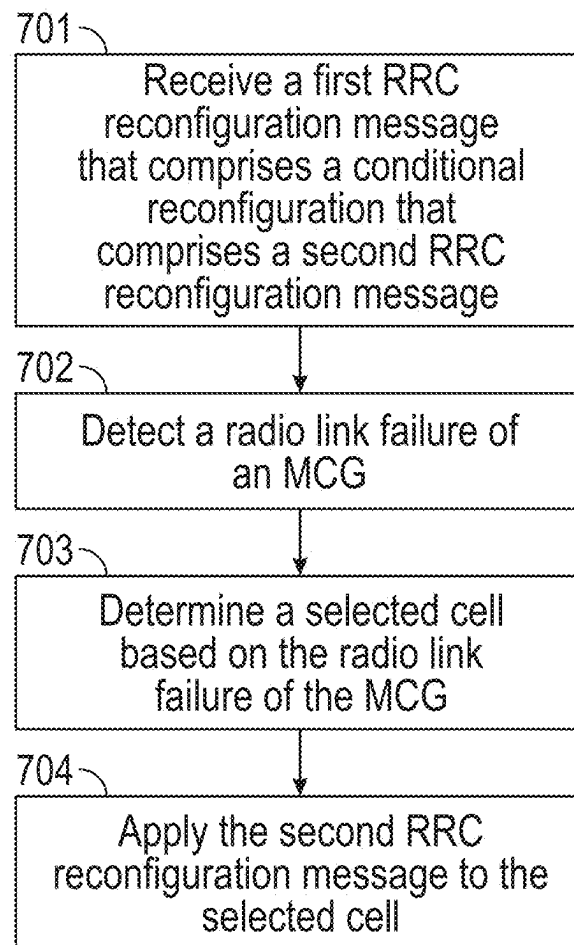 701
Receive a first RRC
reconfiguration message
that comprises a conditional
reconfiguration that
comprises a second RRC
reconfiguration message
702
Detect a radio link failure of
an MCG
703
Determine a selected cell
based on the radio link
failure of the MCG
704
Apply the second RRC
reconfiguration message to the
selected cell